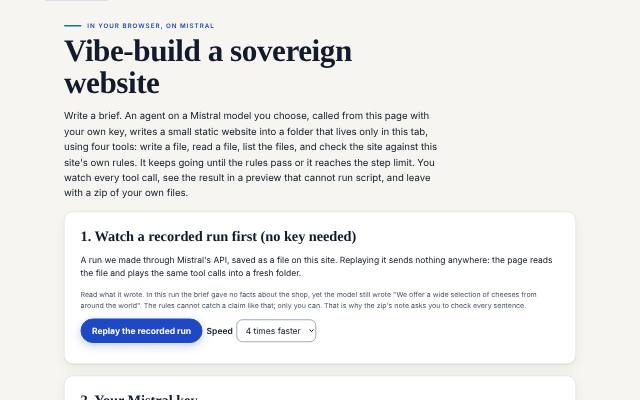 IN YOUR BROWSER, ON MISTRAL
Vibe-build a sovereign
website
Write a brief. An agent on a Mistral model you choose, called from this page with
your own key, writes a small static website into a folder that lives only in this tab,
using four tools: write a file, read a file, list the files, and check the site against this
site's own rules. It keeps going until the rules pass or it reaches the step limit. You
watch every tool call, see the result in a preview that cannot run script, and leave
with a zip of your own files.
1. Watch a recorded run first (no key needed)
A run we made through Mistral's API, saved as a file on this site. Replaying it sends nothing anywhere: the page reads
the file and plays the same tool calls into a fresh folder.
Read what it wrote. In this run the brief gave no facts about the shop, yet the model still wrote "We offer a wide selection of cheeses from
around the world". The rules cannot catch a claim like that; only you can. That is why the zip's note asks you to check every sentence.
Replay the recorded run Speed 4 times faster
2. Your Mistral key